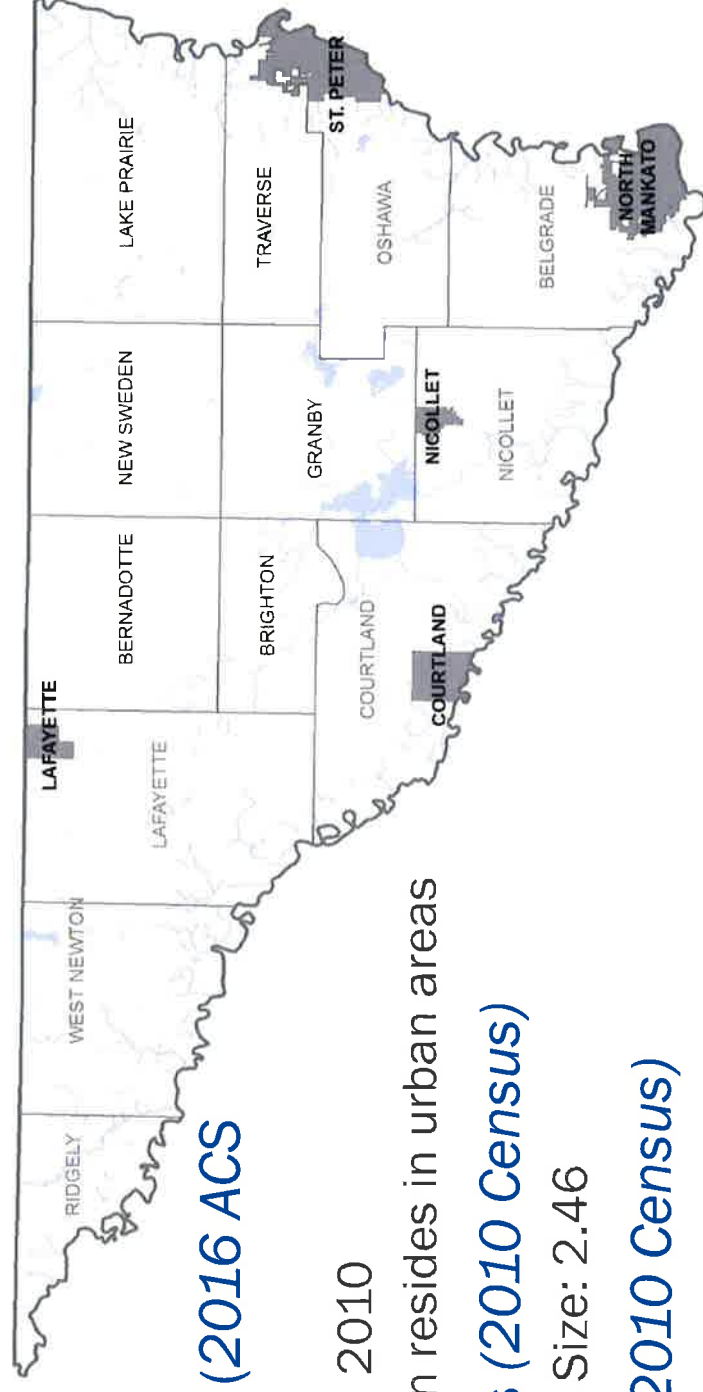 LAKE PRAIRIE
TRAVERSE
ST. PETER
OSHAWA
BELGRADE
NORTH
MANKATO
NEW SWEDEN
GRANBY
NICOLLET
NICOLLET
BERNADOTTE
BRIGHTON
COURTLAND
COURTLAND
LAFAYETTE
LAFAYETTE
WEST NEWTON
RIDGELY
(2016 ACS
2010
n resides in urban areas
s (2010 Census)
Size: 2.46
2010 Census)